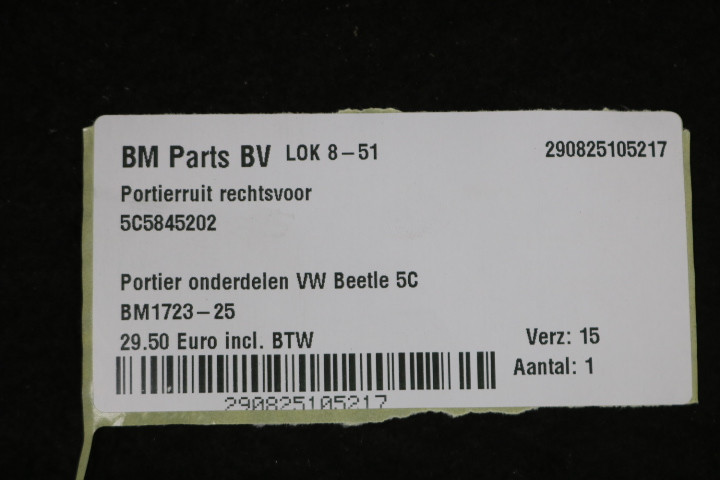 BM Parts BV LOK 8-51 290825105217
Portierruit rechtsvoor
5C5845202
Portier onderdelen VW Beetle 5C
BM1723-25
29.50 Euro incl. BTW Verz: 15
Aantal: 1
290825105217